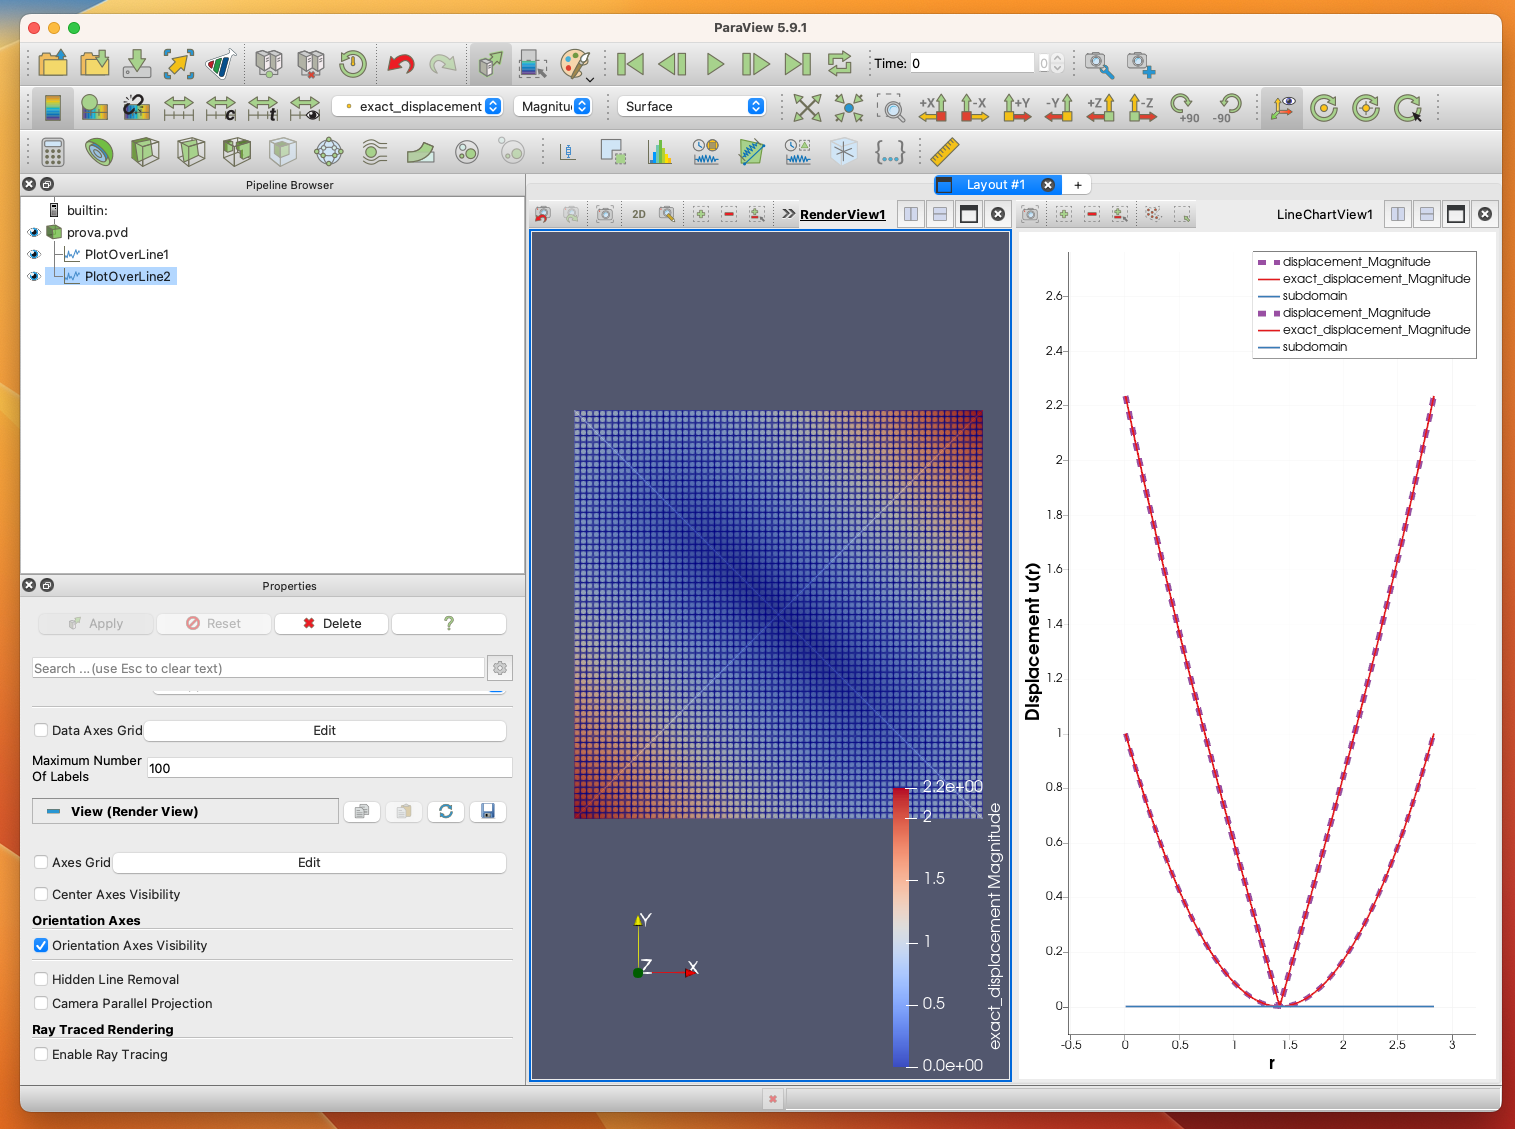 ParaView 5.9.1
Time: 0
0
exact_displacement
Magnitu
Surface
+X
-X
+Y
-Y
+Z
-Z
+90
-90
Pipeline Browser
builtin:
prova.pvd
PlotOverLine1
PlotOverLine2
Properties
Apply
Reset
Delete
?
Search ... (use Esc to clear text)
Data Axes Grid
Edit
Maximum Number
Of Labels
100
View (Render View)
Axes Grid
Edit
Center Axes Visibility
Orientation Axes
Orientation Axes Visibility
Hidden Line Removal
Camera Parallel Projection
Ray Traced Rendering
Enable Ray Tracing
Layout #1
+
2D
RenderView1
LineChartView1
2.2e+00
2
1.5
1
0.5
0.0e+00
exact_displacement Magnitude
Y
Z
X
displacement_Magnitude
exact_displacement_Magnitude
subdomain
displacement_Magnitude
exact_displacement_Magnitude
subdomain
2.6
2.4
2.2
2
1.8
1.6
1.4
1.2
1
0.8
0.6
0.4
0.2
0
Displacement u(r)
-0.5
0
0.5
1
1.5
2
2.5
3
r